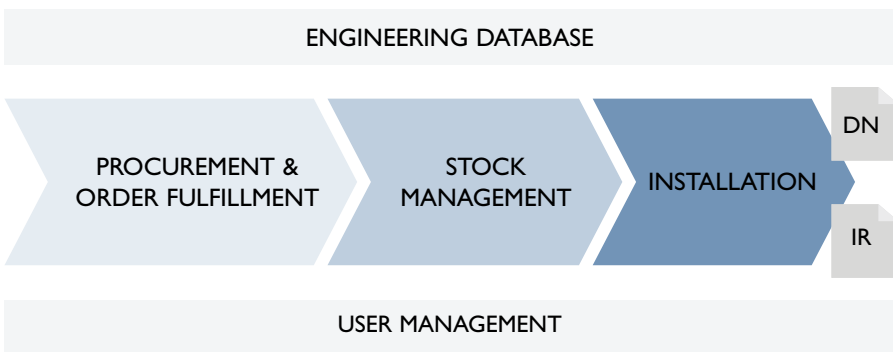 ENGINEERING DATABASE
PROCUREMENT &
ORDER FULFILLMENT
STOCK
MANAGEMENT
INSTALLATION
DN
IR
USER MANAGEMENT